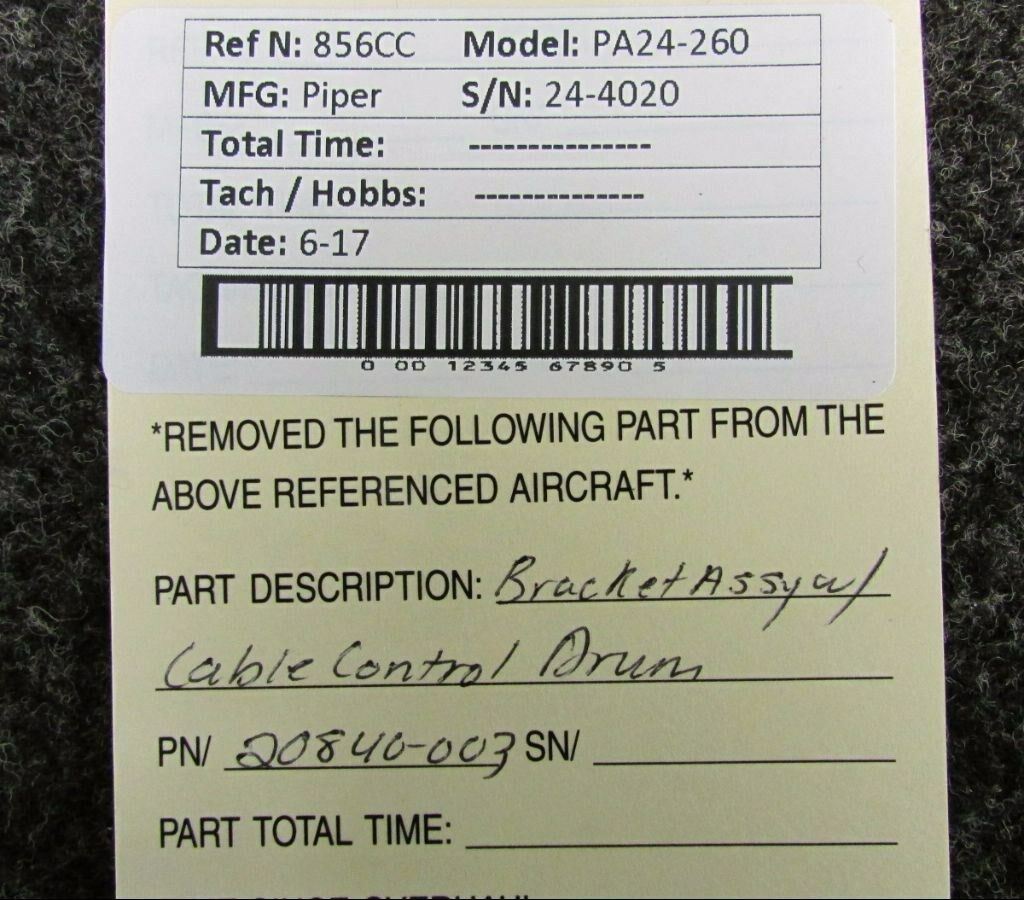 Ref N: 856CC Model: PA24-260
MFG: Piper S/N: 24-4020
Total Time: ---------------
Tach / Hobbs: --------------
Date: 6-17
0 00 12345 67890 5
*REMOVED THE FOLLOWING PART FROM THE
ABOVE REFERENCED AIRCRAFT.*
PART DESCRIPTION: Bracket Assy w/
Cable Control Drum
PN/ 20840-003 SN/
PART TOTAL TIME: